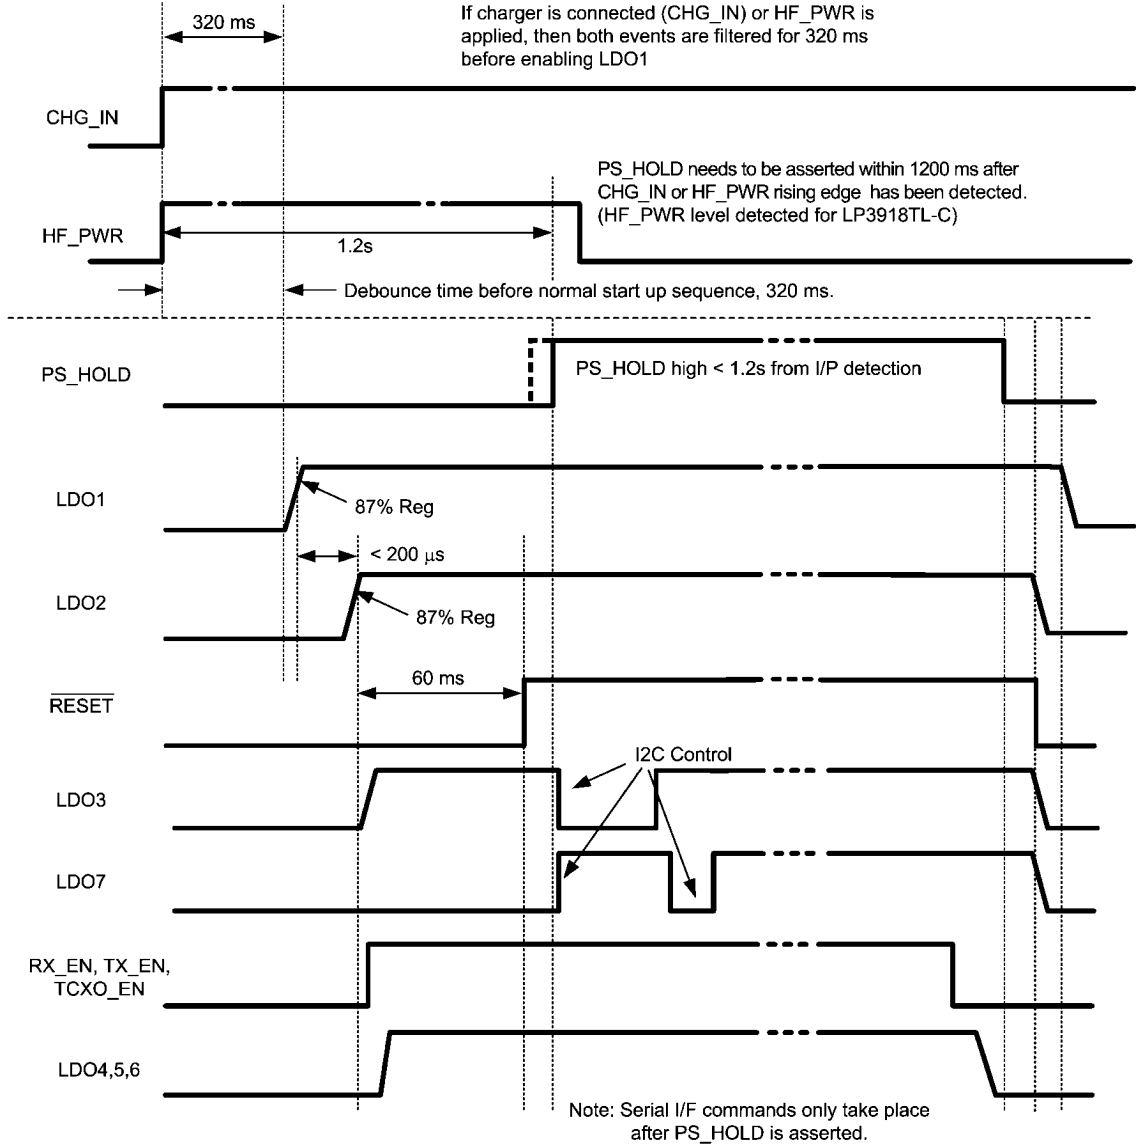 320 ms
If charger is connected (CHG_IN) or HF_PWR is
applied, then both events are filtered for 320 ms
before enabling LDO1
CHG_IN
PS_HOLD needs to be asserted within 1200 ms after
CHG_IN or HF_PWR rising edge has been detected.
(HF_PWR level detected for LP3918TL-C)
HF_PWR
1.2s
Debounce time before normal start up sequence, 320 ms.
PS_HOLD
PS_HOLD high < 1.2s from I/P detection
LDO1
87% Reg
< 200 µs
LDO2
87% Reg
60 ms
RESET
I2C Control
LDO3
LDO7
RX_EN, TX_EN,
TCXO_EN
LDO4,5,6
Note: Serial I/F commands only take place
after PS_HOLD is asserted.